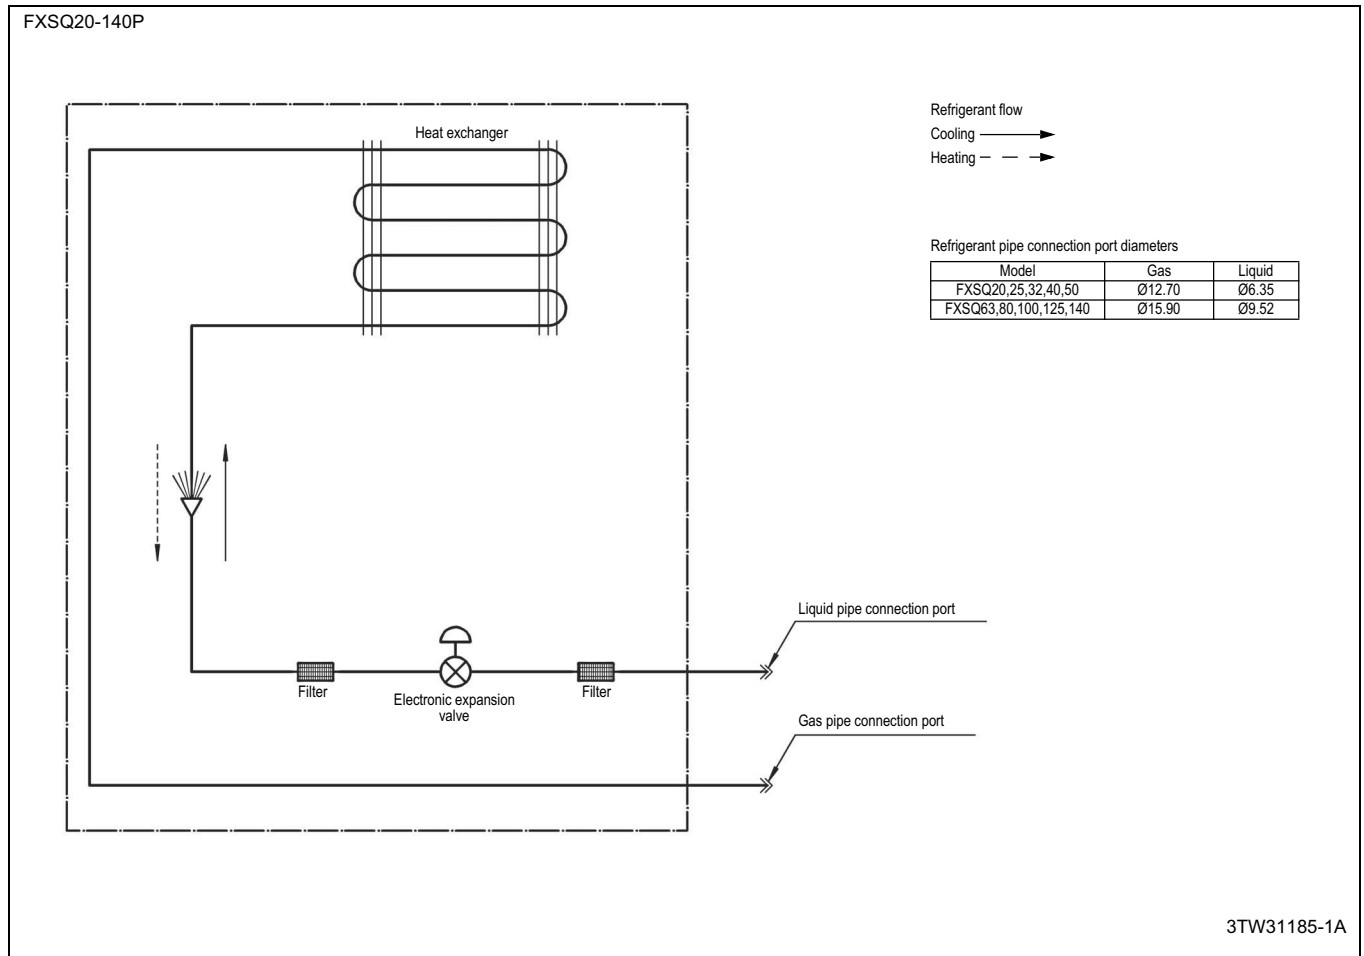 FXSQ20-140P
Heat exchanger
Refrigerant flow
Cooling
Heating
Refrigerant pipe connection port diameters
Model Gas Liquid
FXSQ20,25,32,40,50 Ø12.70 Ø6.35
FXSQ63,80,100,125,140 Ø15.90 Ø9.52
Liquid pipe connection port
Filter
Electronic expansion
valve
Filter
Gas pipe connection port
3TW31185-1A